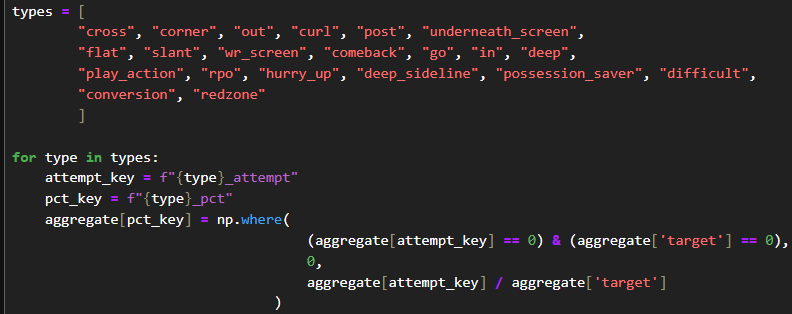 types = [
"cross", "corner", "out", "curl", "post", "underneath_screen",
"flat", "slant", "wr_screen", "comeback", "go", "in", "deep",
"play_action", "rpo", "hurry_up", "deep_sideline", "possession_saver", "difficult",
"conversion", "redzone"
]
for type in types:
attempt_key = f"{type}_attempt"
pct_key = f"{type}_pct"
aggregate[pct_key] = np.where(
(aggregate[attempt_key] == 0) & (aggregate['target'] == 0),
0,
aggregate[attempt_key] / aggregate['target']
)